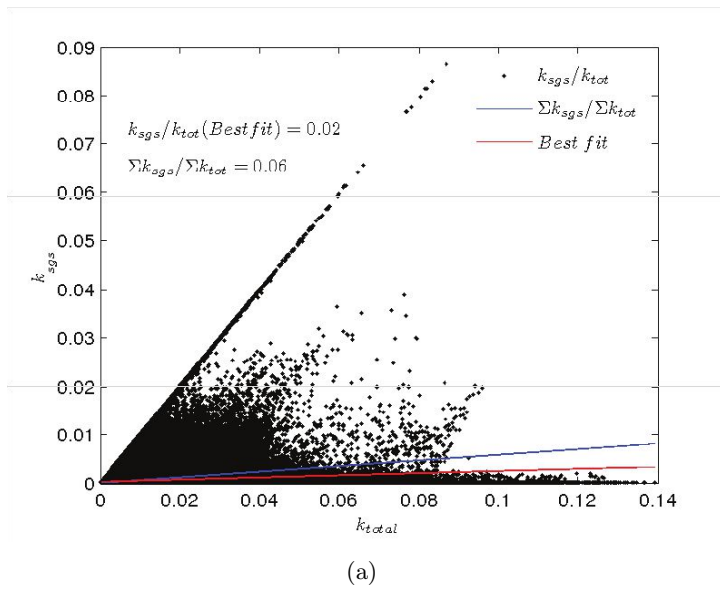 0.09
0.08
0.07
0.06
0.05
0.04
0.03
0.02
0.01
0
k_sgs
k_sgs/k_tot(Best fit) = 0.02
Σk_sgs/Σk_tot = 0.06
k_sgs/k_tot
Σk_sgs/Σk_tot
Best fit
0 0.02 0.04 0.06 0.08 0.1 0.12 0.14
k_total
(a)